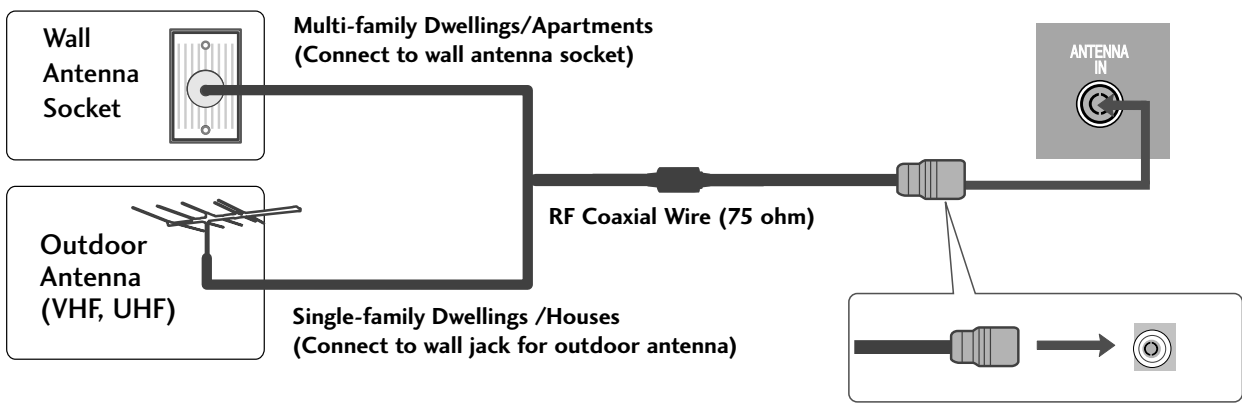 Wall
Antenna
Socket
Multi-family Dwellings/Apartments
(Connect to wall antenna socket)
ANTENNA
IN
RF Coaxial Wire (75 ohm)
Outdoor
Antenna
(VHF, UHF)
Single-family Dwellings /Houses
(Connect to wall jack for outdoor antenna)